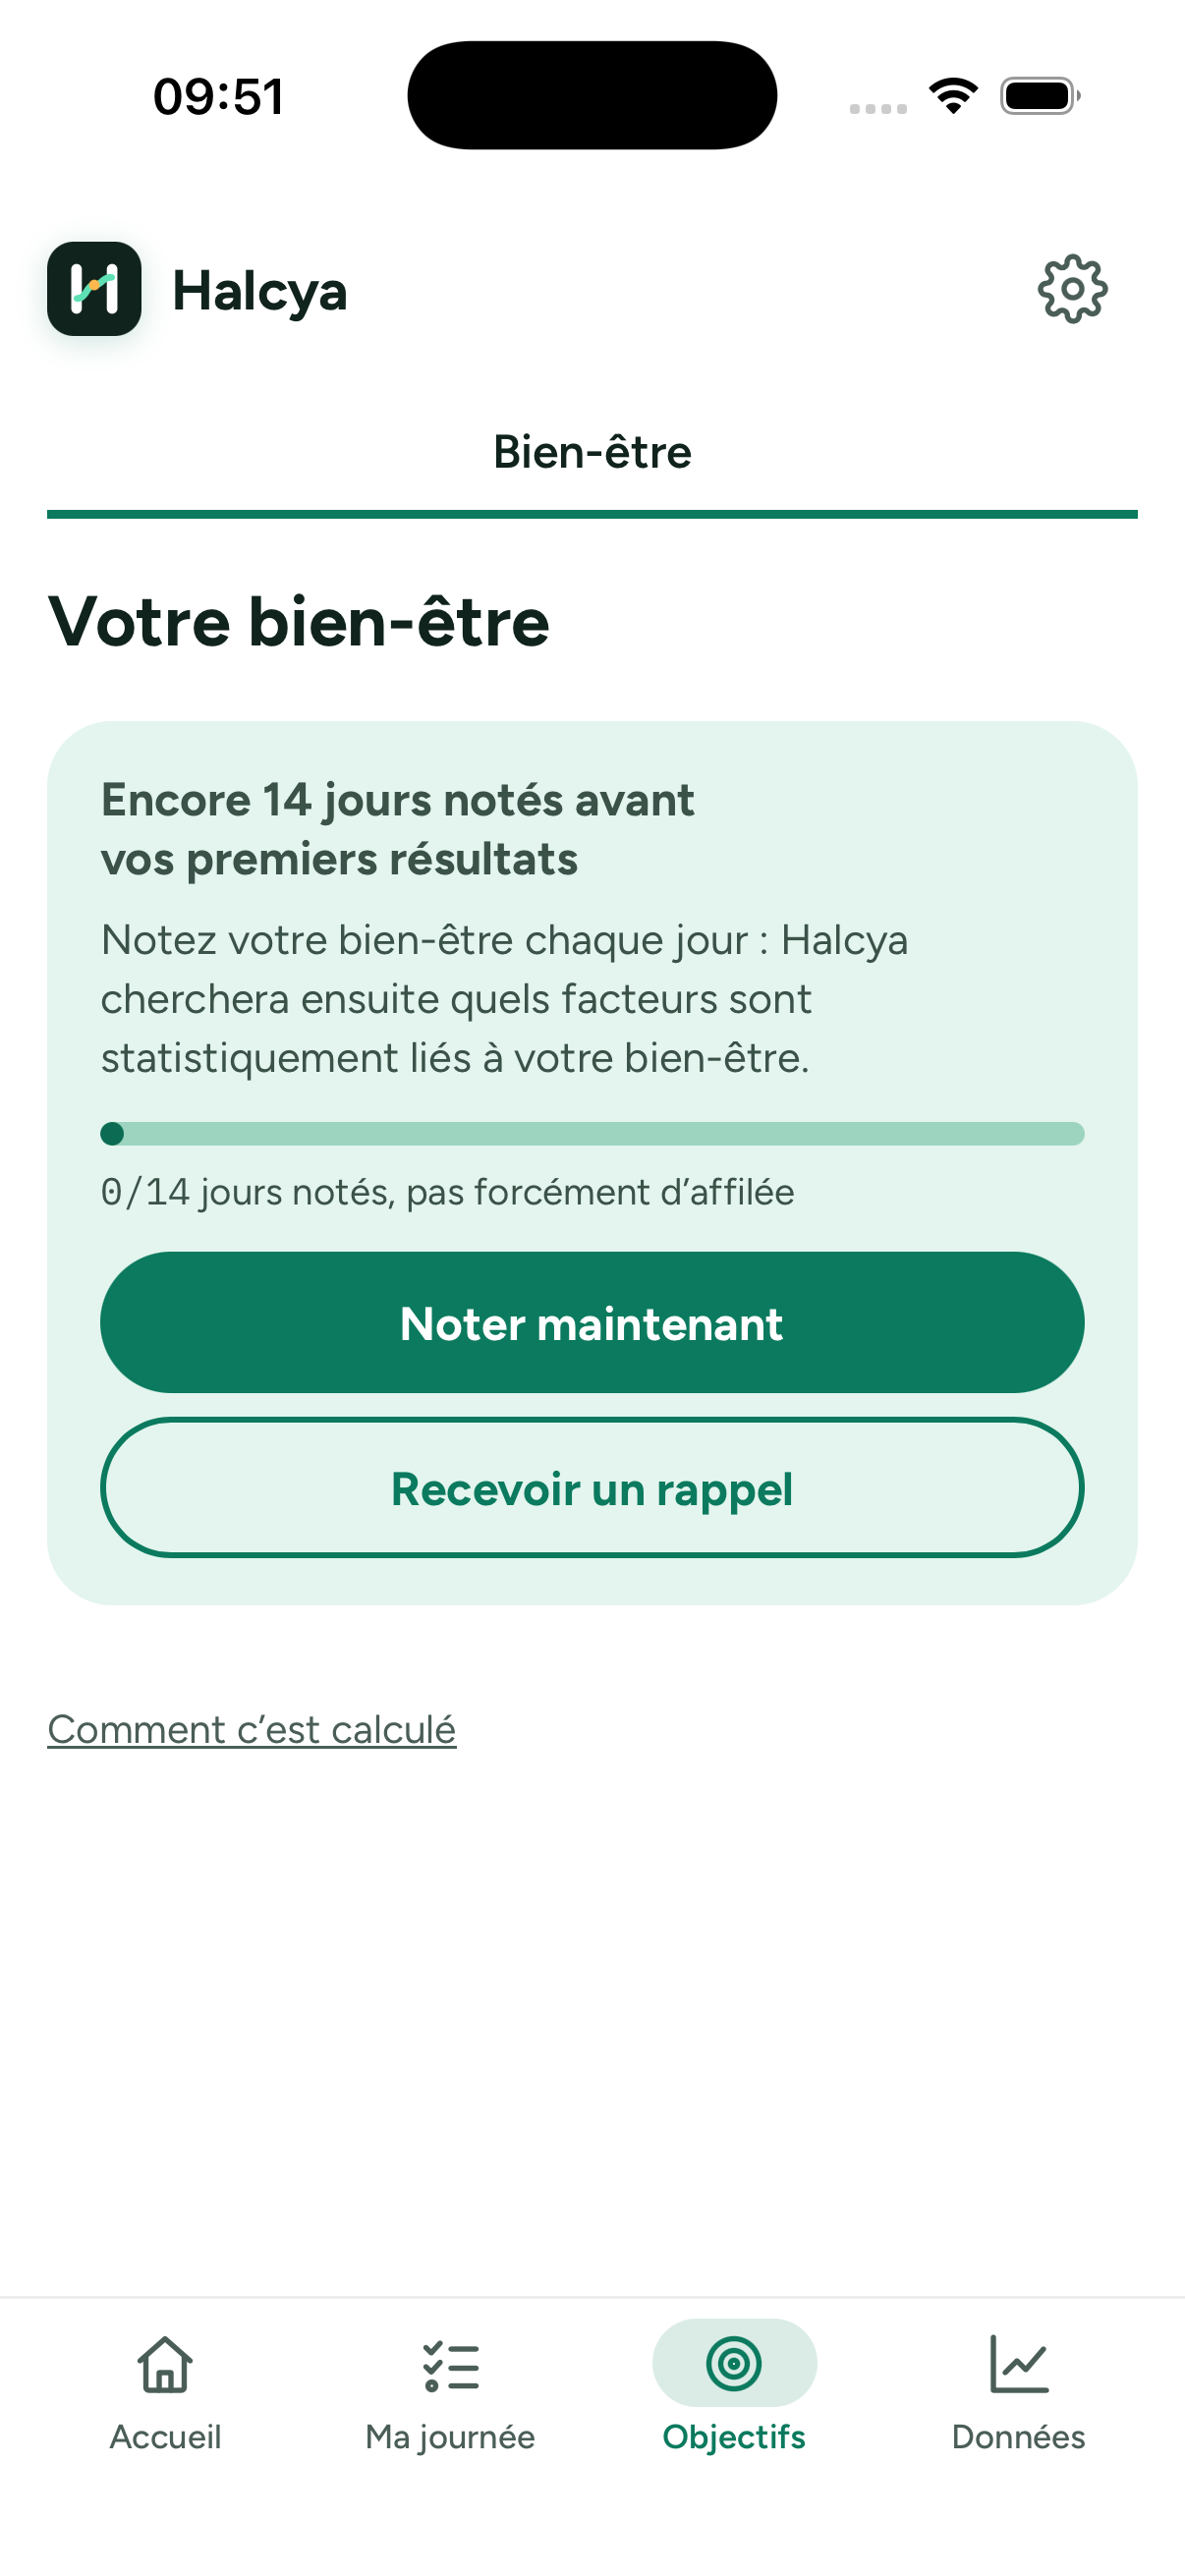 09:51
Halcya
Bien-être
Votre bien-être
Encore 14 jours notés avant
vos premiers résultats
Notez votre bien-être chaque jour : Halcya
cherchera ensuite quels facteurs sont
statistiquement liés à votre bien-être.
0/14 jours notés, pas forcément d’affilée
Noter maintenant
Recevoir un rappel
Comment c’est calculé
Accueil
Ma journée
Objectifs
Données